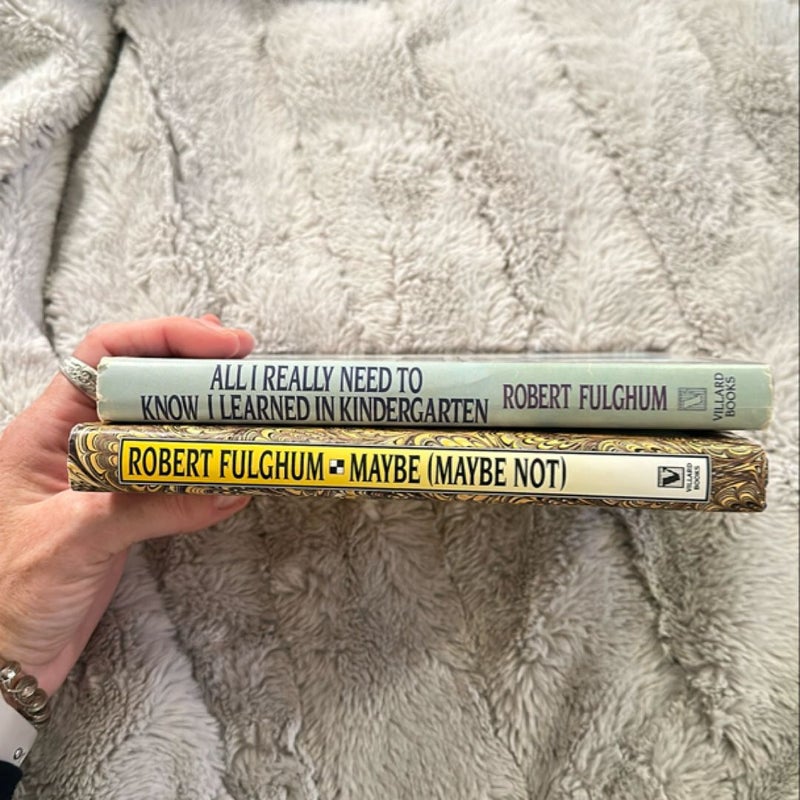 ALL I REALLY NEED TO
KNOW I LEARNED IN KINDERGARTEN
ROBERT FULGHUM
VILLARD
BOOKS
ROBERT FULGHUM MAYBE (MAYBE NOT)
V
VILLARD
BOOKS